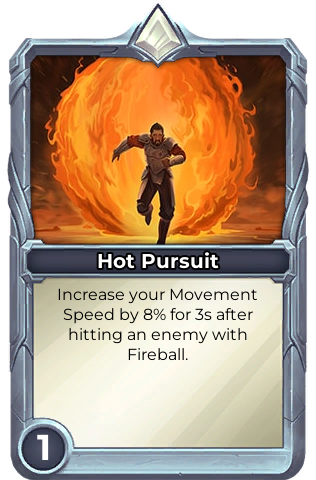 Hot Pursuit
Increase your Movement
Speed by 8% for 3s after
hitting an enemy with
Fireball.
1